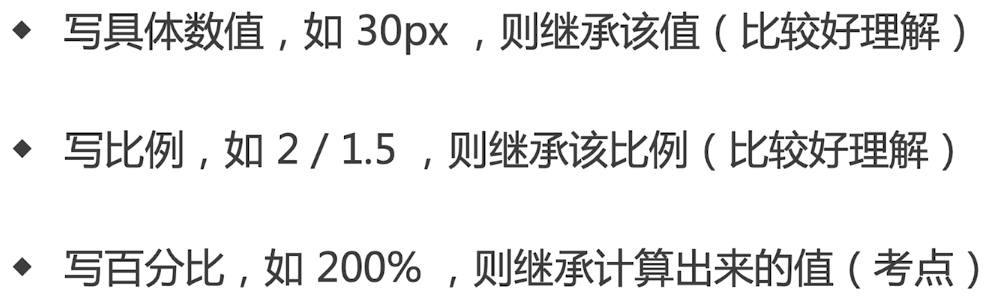 ◆ 写具体数值，如 30px ，则继承该值（比较好理解）
◆ 写比例，如 2 / 1.5 ，则继承该比例（比较好理解）
◆ 写百分比，如 200% ，则继承计算出来的值（考点）